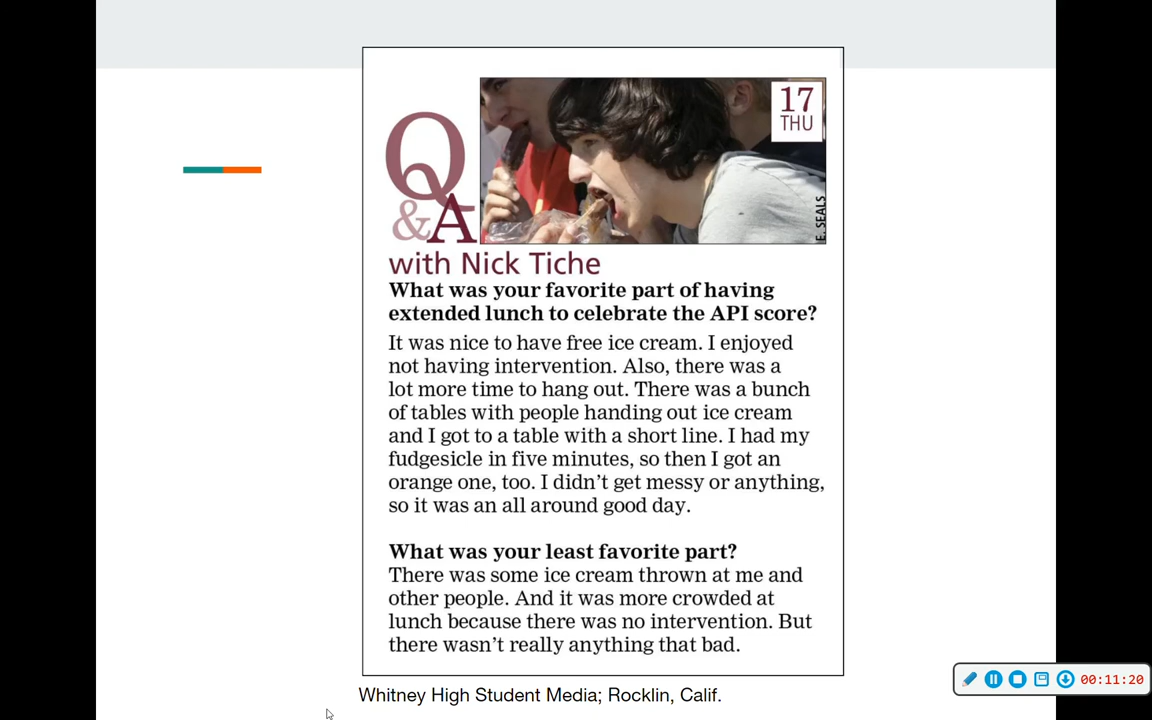 Q
&A
17
THU
E. SEALS
with Nick Tiche
What was your favorite part of having
extended lunch to celebrate the API score?
It was nice to have free ice cream. I enjoyed
not having intervention. Also, there was a
lot more time to hang out. There was a bunch
of tables with people handing out ice cream
and I got to a table with a short line. I had my
fudgesicle in five minutes, so then I got an
orange one, too. I didn’t get messy or anything,
so it was an all around good day.
What was your least favorite part?
There was some ice cream thrown at me and
other people. And it was more crowded at
lunch because there was no intervention. But
there wasn’t really anything that bad.
Whitney High Student Media; Rocklin, Calif.
00:11:20